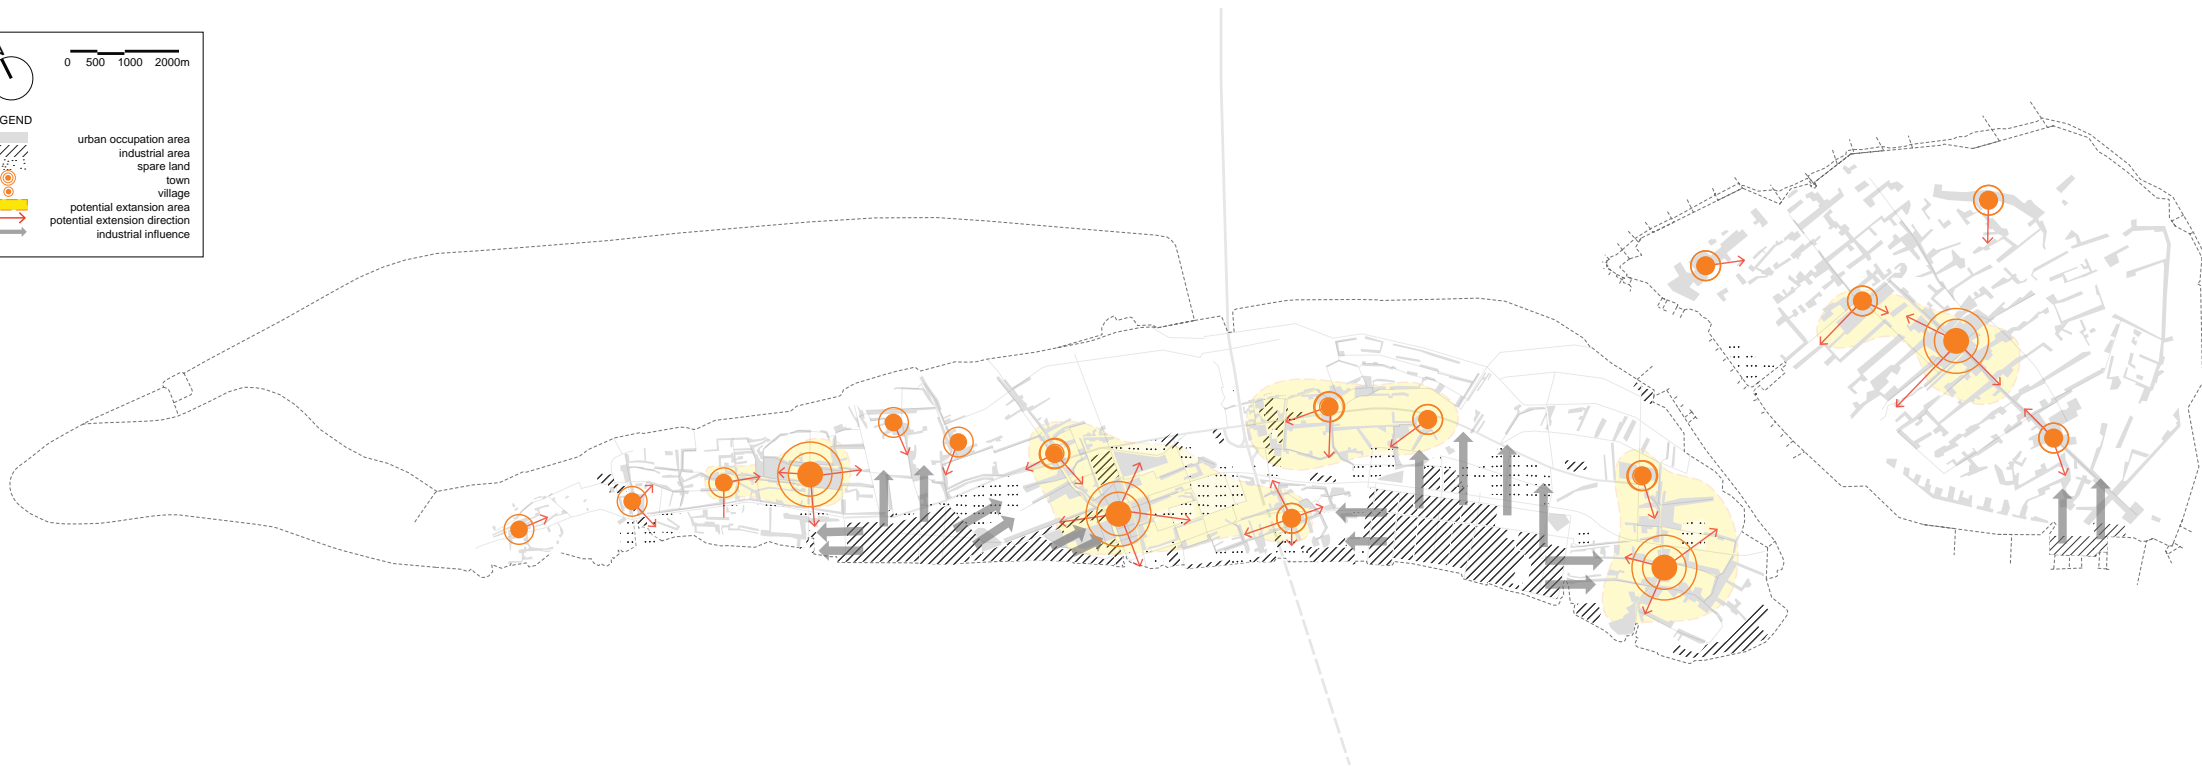 0 500 1000 2000m
GEND
urban occupation area
industrial area
spare land
town
village
potential extansion area
potential extension direction
industrial influence